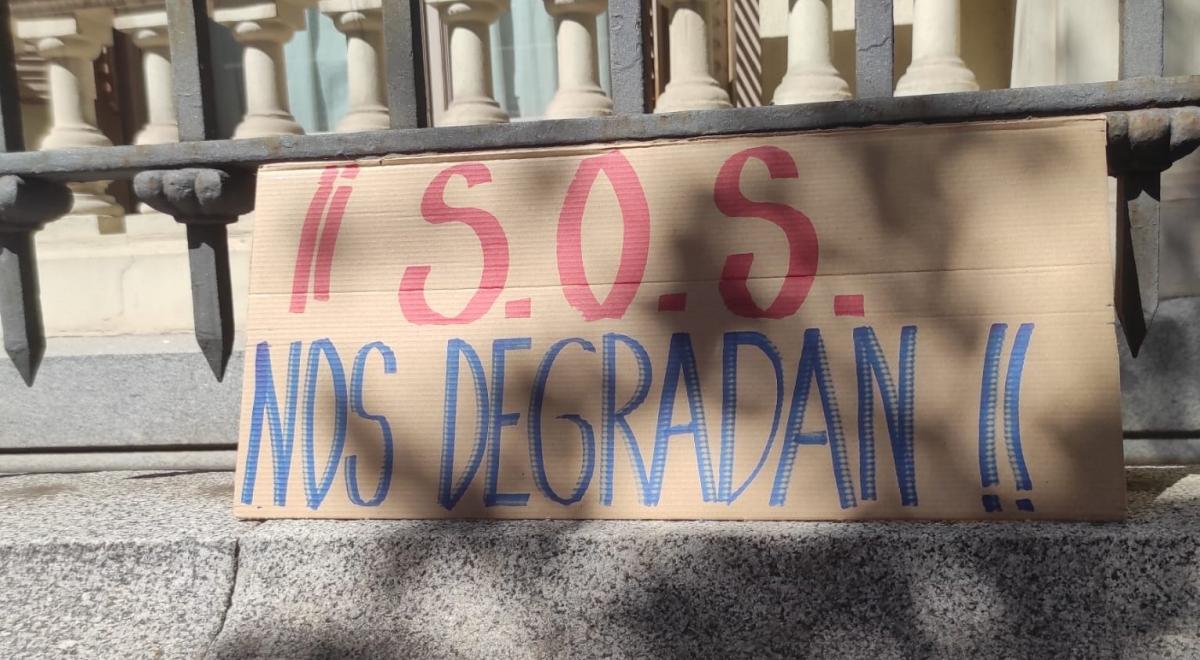 ¡¡ S.O.S.
NOS DEGRADAN !!